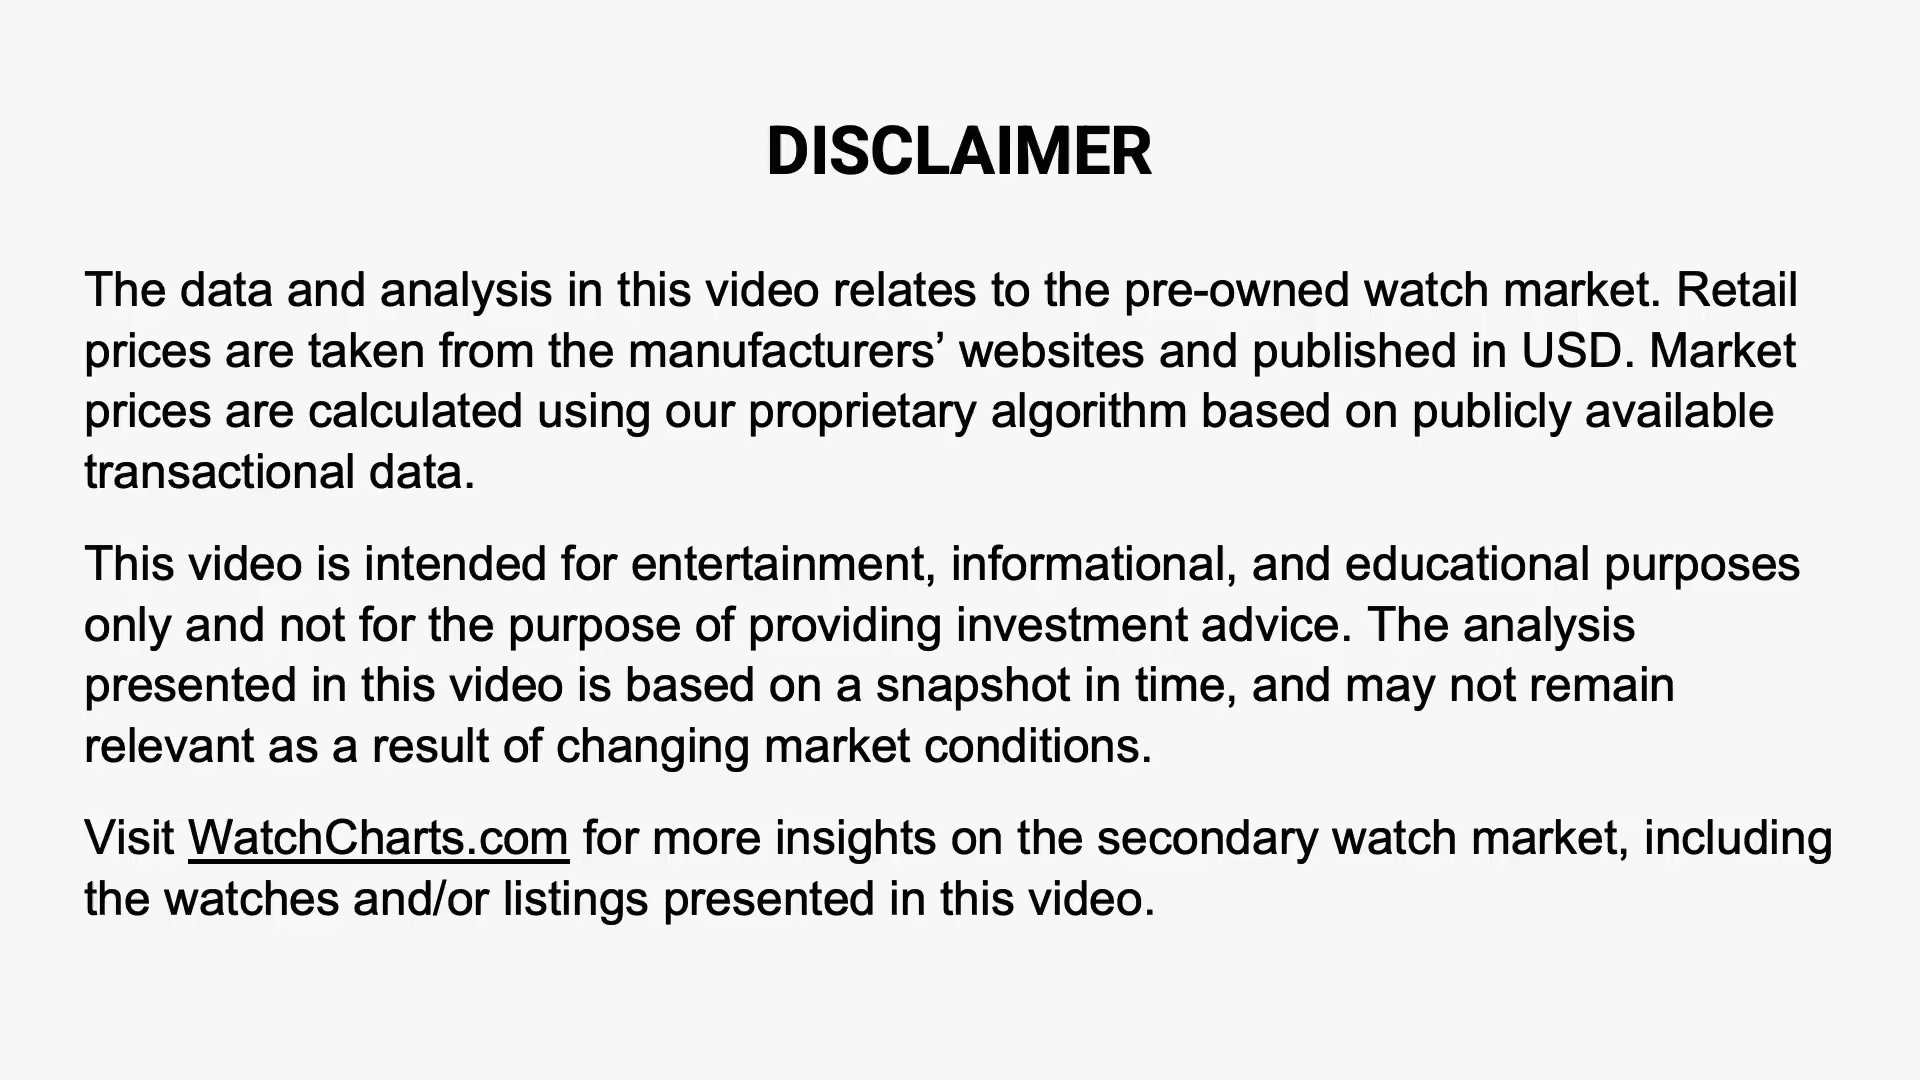 DISCLAIMER
The data and analysis in this video relates to the pre-owned watch market. Retail
prices are taken from the manufacturers’ websites and published in USD. Market
prices are calculated using our proprietary algorithm based on publicly available
transactional data.
This video is intended for entertainment, informational, and educational purposes
only and not for the purpose of providing investment advice. The analysis
presented in this video is based on a snapshot in time, and may not remain
relevant as a result of changing market conditions.
Visit WatchCharts.com for more insights on the secondary watch market, including
the watches and/or listings presented in this video.